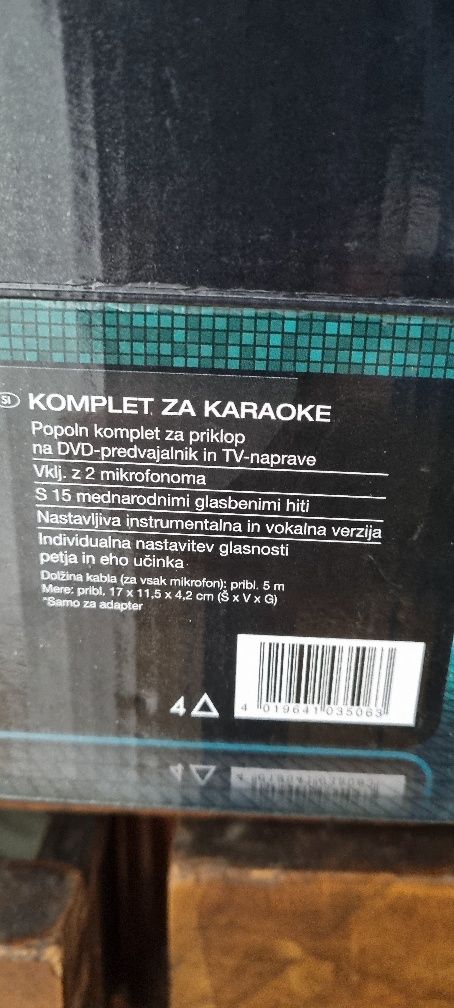 SI KOMPLET ZA KARAOKE
Popoln komplet za priklop
na DVD-predvajalnik in TV-naprave
Vklj. z 2 mikrofonoma
S 15 mednarodnimi glasbenimi hiti
Nastavljiva instrumentalna in vokalna verzija
Individualna nastavitev glasnosti
petja in eho učinka
Dolžina kabla (za vsak mikrofon): pribl. 5 m
Mere: pribl. 17 x 11,5 x 4,2 cm (Š x V x G)
*Samo za adapter
4
4 019641 035063